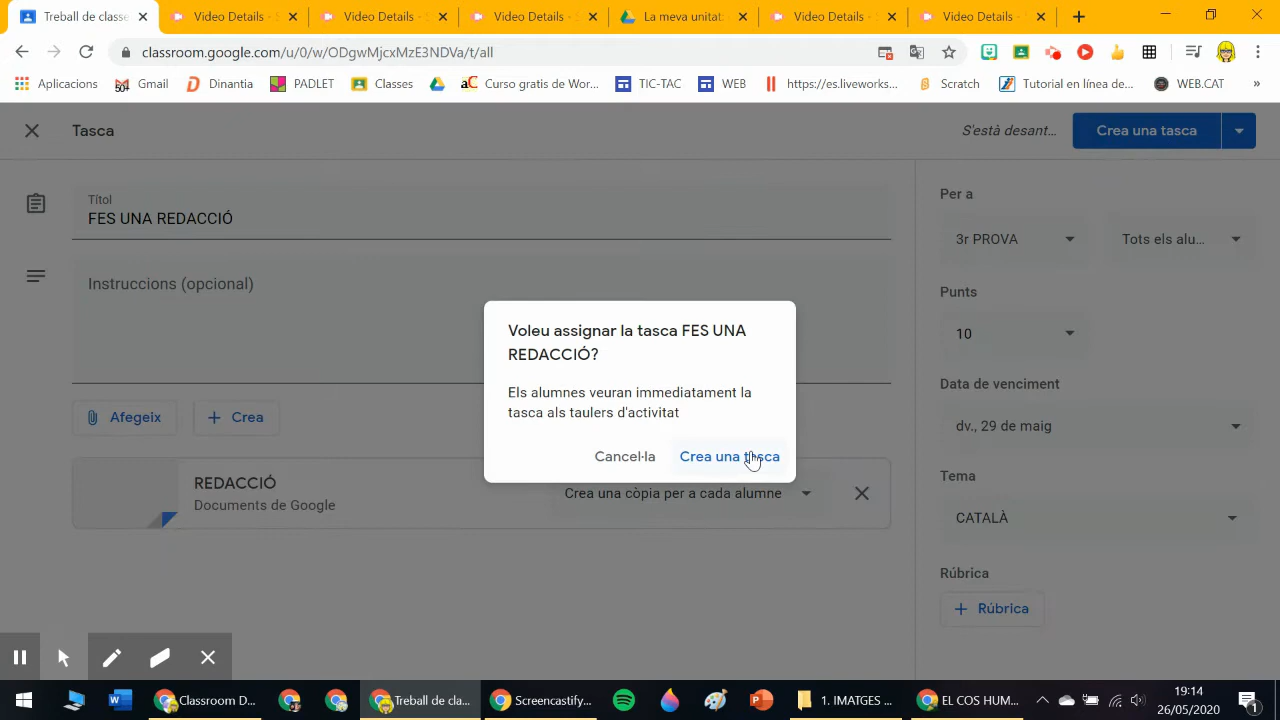 Treball de classe
Video Details - S
Video Details - S
Video Details - S
La meva unitat:
Video Details - S
Video Details - S
classroom.google.com/u/0/w/ODgwMjcxMzE3NDVa/t/all
Aplicacions
50+
Gmail
Dinantia
PADLET
Classes
Curso gratis de Wor...
TIC-TAC
WEB
https://es.liveworks...
Scratch
Tutorial en línea de...
WEB.CAT
»
Tasca
S'està desant...
Crea una tasca
Títol
FES UNA REDACCIÓ
Instruccions (opcional)
Afegeix
Crea
REDACCIÓ
Documents de Google
Crea una còpia per a cada alumne
Per a
3r PROVA
Tots els alu...
Punts
10
Data de venciment
dv., 29 de maig
Tema
CATALÀ
Rúbrica
Rúbrica
Voleu assignar la tasca FES UNA
REDACCIÓ?
Els alumnes veuran immediatament la
tasca als taulers d'activitat
Cancel·la
Crea una tasca
Classroom D...
Treball de cla...
Screencastify...
1. IMATGES ...
EL COS HUM...
19:14
26/05/2020
1